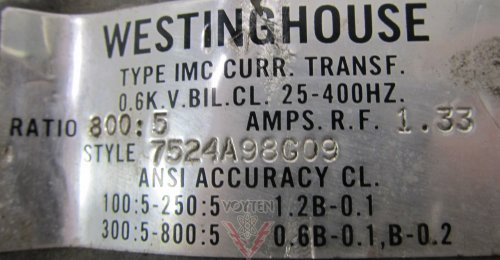 WESTINGHOUSE
TYPE IMC CURR. TRANSF.
0.6K.V.BIL.CL. 25-400HZ.
RATIO 800:5 AMPS. R.F. 1.33
STYLE 7524A98G09
ANSI ACCURACY CL.
100:5-250:5 1.2B-0.1
300:5-800:5 0.6B-0.1,B-0.2
VOYTEN